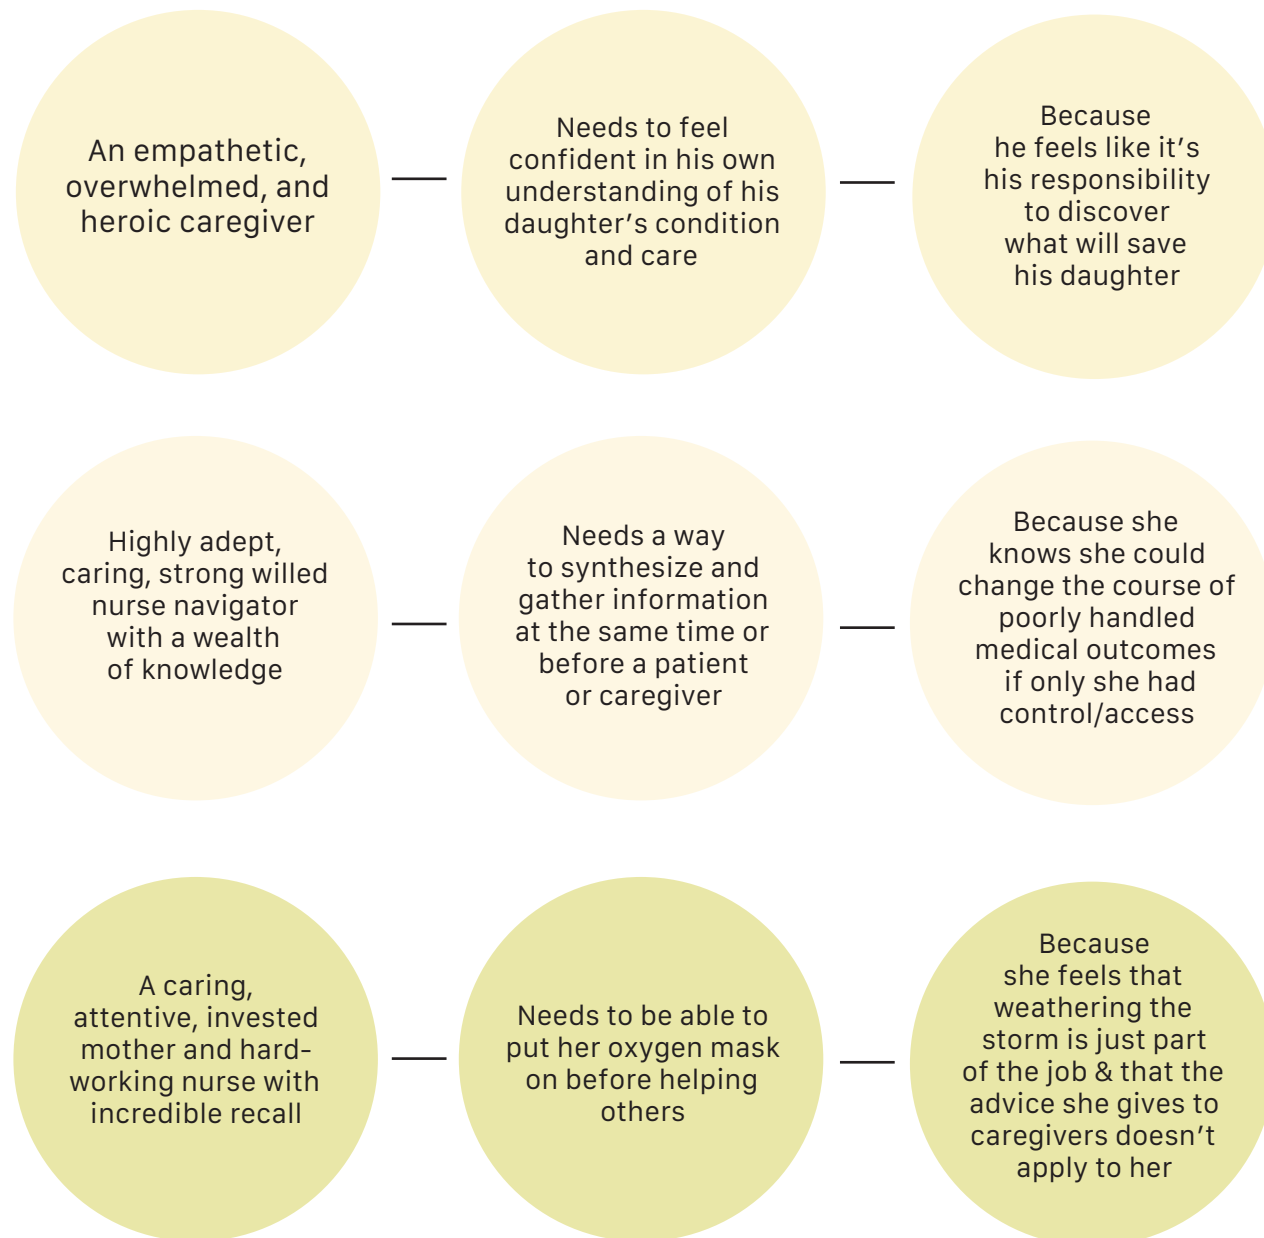 An empathetic,
overwhelmed, and
heroic caregiver
Needs to feel
confident in his own
understanding of his
daughter’s condition
and care
Because
he feels like it’s
his responsibility
to discover
what will save
his daughter
Highly adept,
caring, strong willed
nurse navigator
with a wealth
of knowledge
Needs a way
to synthesize and
gather information
at the same time or
before a patient
or caregiver
Because she
knows she could
change the course of
poorly handled
medical outcomes
if only she had
control/access
A caring,
attentive, invested
mother and hard-
working nurse with
incredible recall
Needs to be able to
put her oxygen mask
on before helping
others
Because
she feels that
weathering the
storm is just part
of the job & that the
advice she gives to
caregivers doesn’t
apply to her